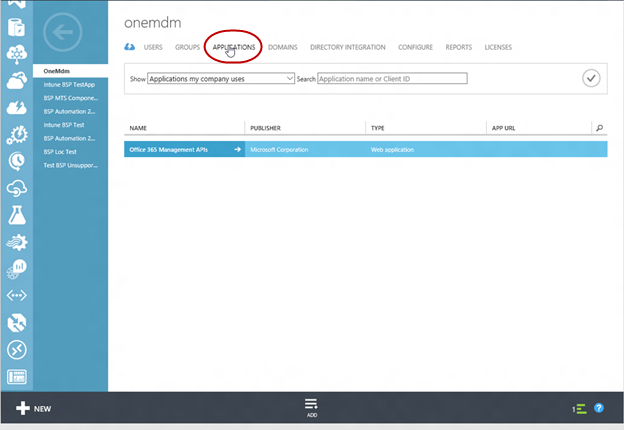 onemdm
USERS GROUPS APPLICATIONS DOMAINS DIRECTORY INTEGRATION CONFIGURE REPORTS LICENSES
OneMdm
Intune BSP TestApp
BSP MTS Compone...
BSP Automation 2...
Intune BSP Test
BSP Automation 2...
BSP Loc Test
Test BSP Unsuppor...
Show Applications my company uses Search Application name or Client ID
NAME PUBLISHER TYPE APP URL
Office 365 Management APIs Microsoft Corporation Web application
NEW
ADD
1
?